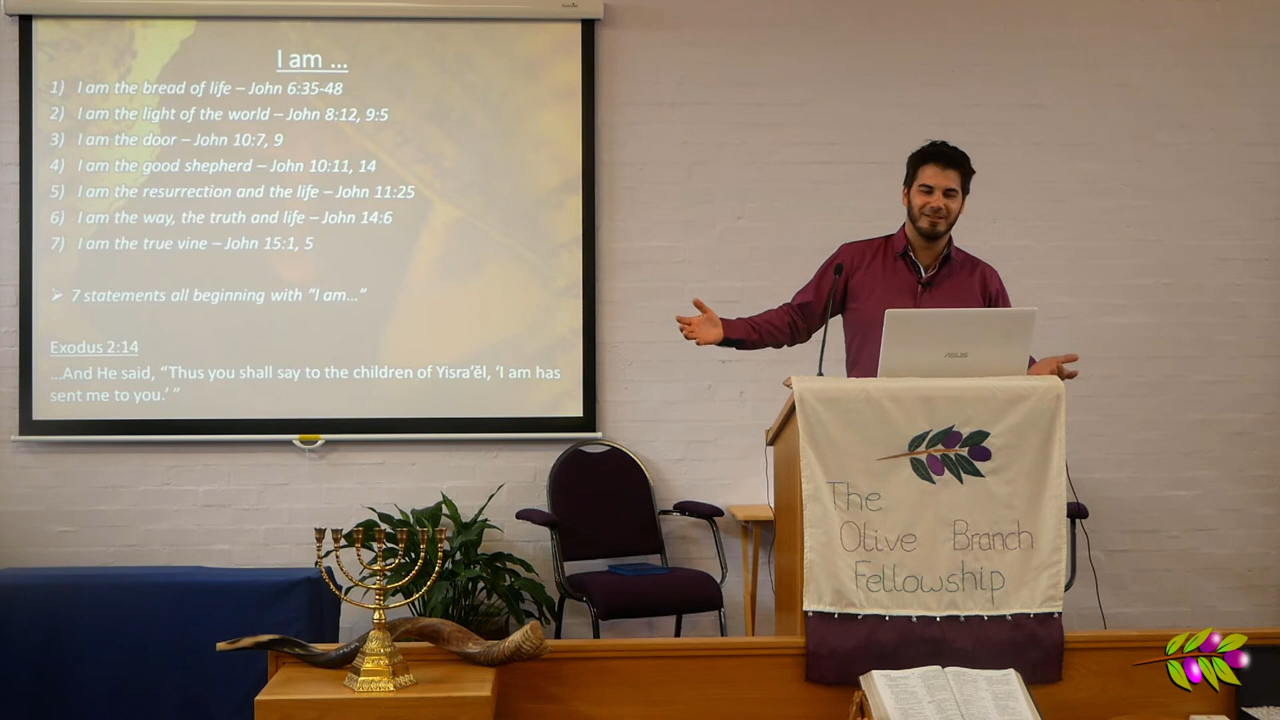 I am ...
1) I am the bread of life – John 6:35-48
2) I am the light of the world – John 8:12, 9:5
3) I am the door – John 10:7, 9
4) I am the good shepherd – John 10:11, 14
5) I am the resurrection and the life – John 11:25
6) I am the way, the truth and life – John 14:6
7) I am the true vine – John 15:1, 5
➢ 7 statements all beginning with “I am…”
Exodus 2:14
…And He said, “Thus you shall say to the children of Yisra’ěl, ‘I am has
sent me to you.’ ”
ASUS
The
Olive Branch
Fellowship